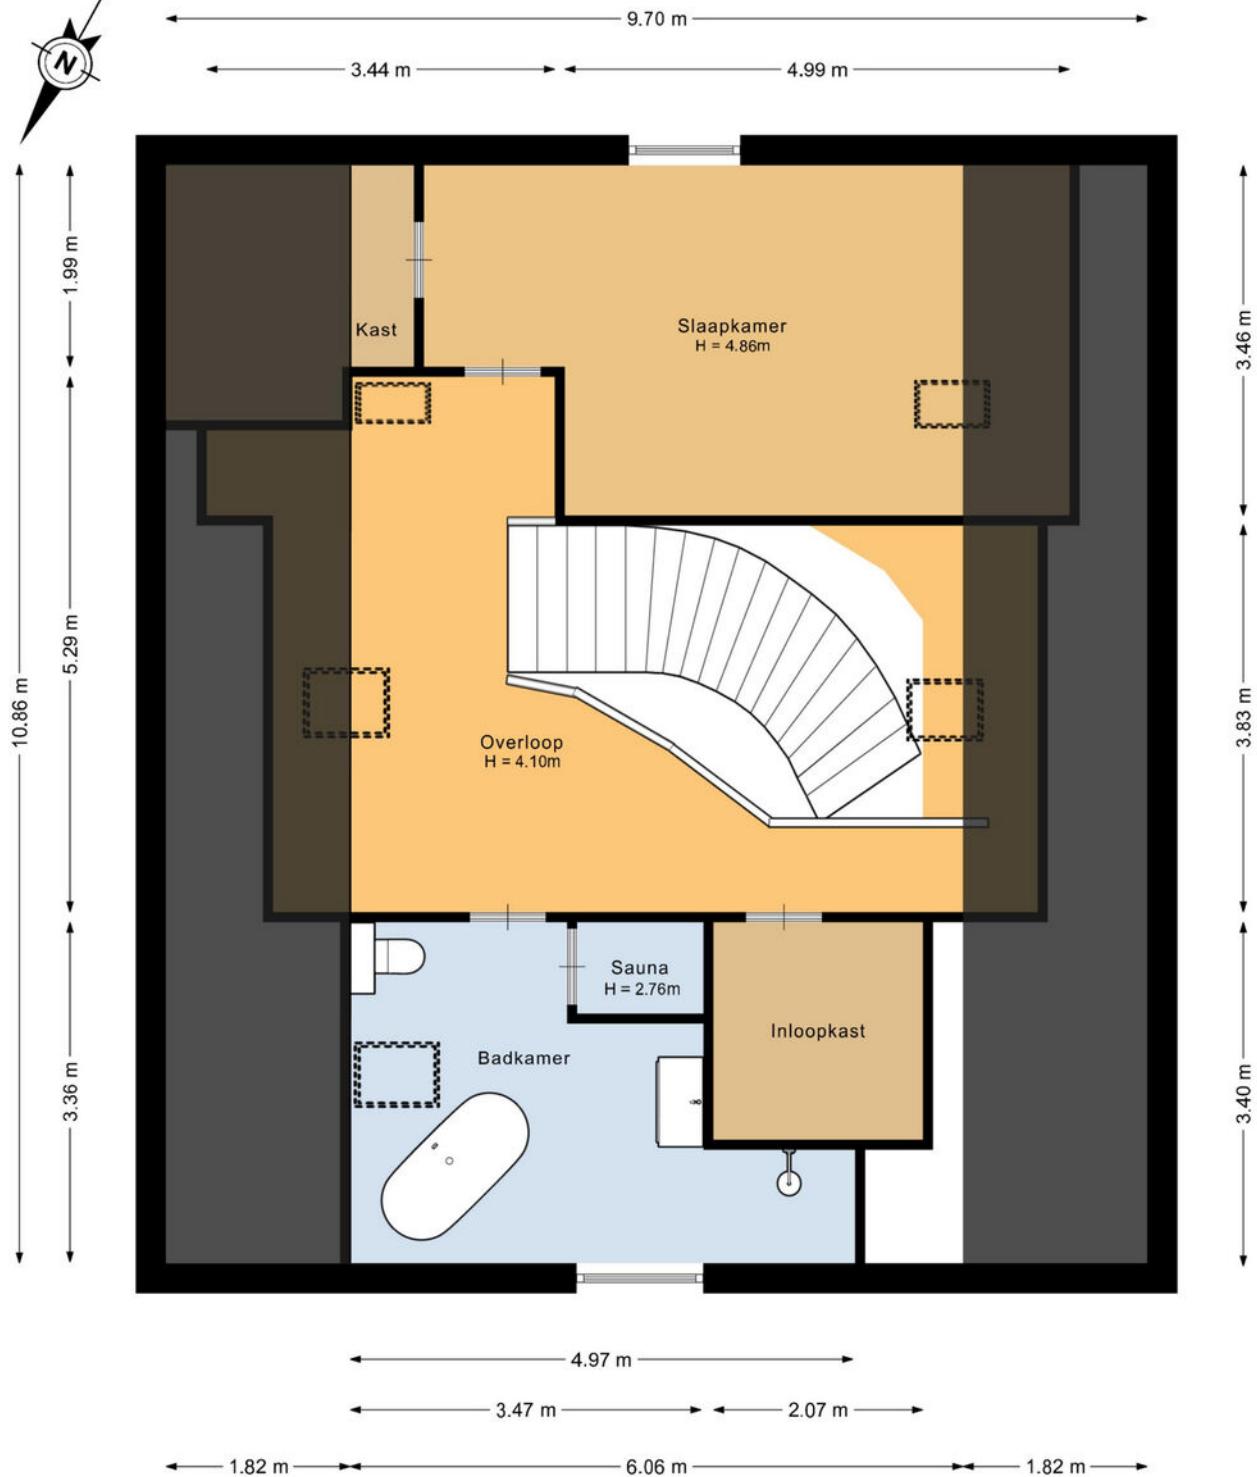 9.70 m
3.44 m
4.99 m
N
1.99 m
3.46 m
Kast
Slaapkamer
H = 4.86m
5.29 m
10.86 m
3.83 m
Overloop
H = 4.10m
Sauna
H = 2.76m
Inloopkast
Badkamer
3.36 m
3.40 m
4.97 m
3.47 m
2.07 m
1.82 m
6.06 m
1.82 m